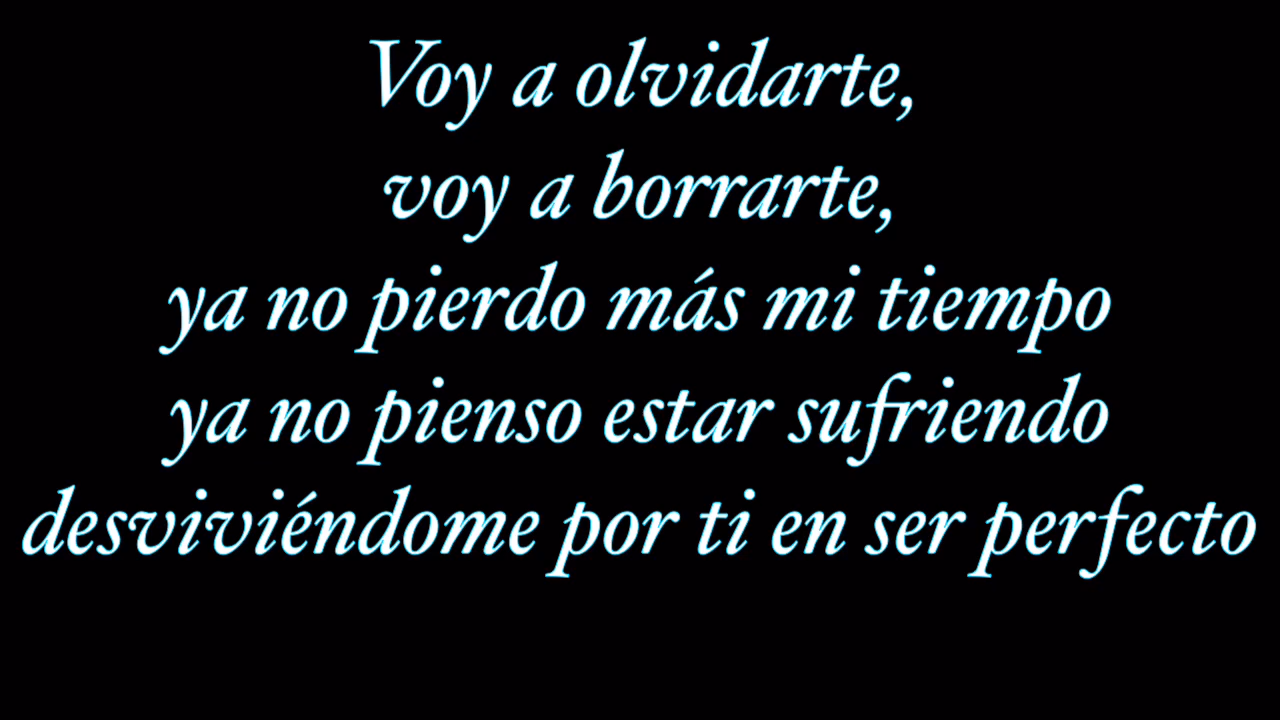 Voy a olvidarte,
voy a borrarte,
ya no pierdo más mi tiempo
ya no pienso estar sufriendo
desviviéndome por ti en ser perfecto